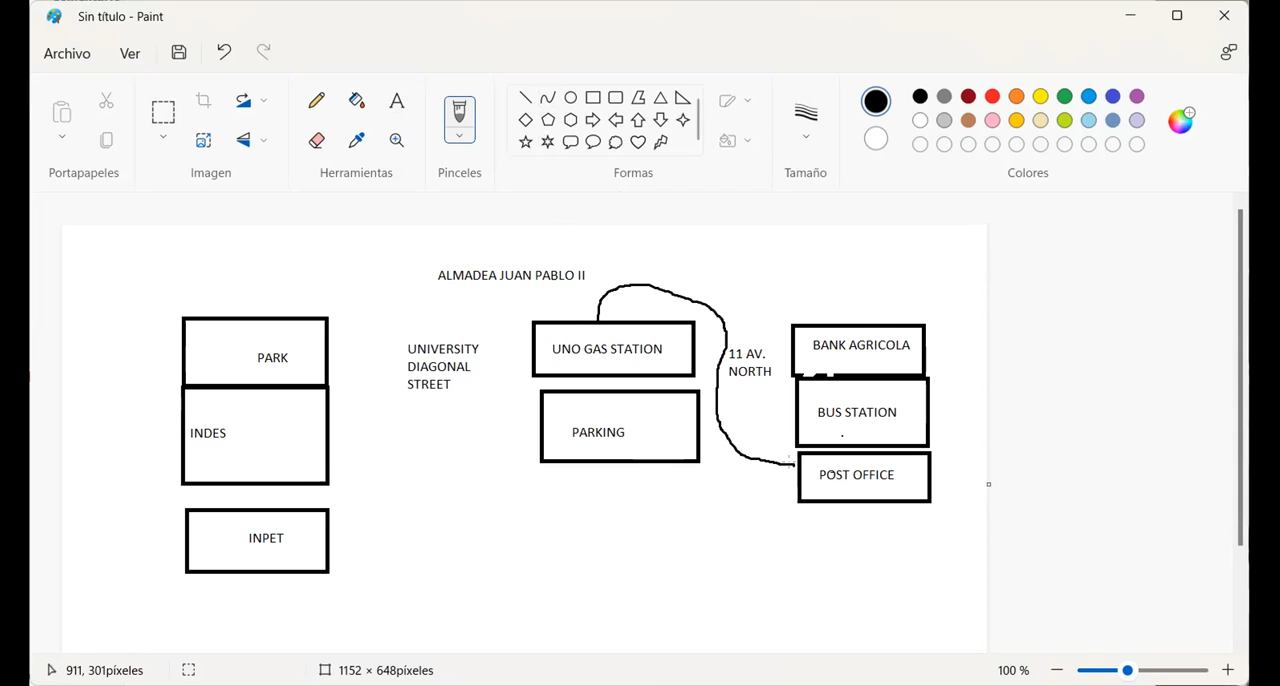 Sin título - Paint
Archivo
Ver
Portapapeles
Imagen
Herramientas
Pinceles
Formas
Tamaño
Colores
ALMADEA JUAN PABLO II
PARK
UNIVERSITY
DIAGONAL
STREET
UNO GAS STATION
11 AV.
NORTH
BANK AGRICOLA
INDES
PARKING
BUS STATION
POST OFFICE
INPET
911, 301píxeles
1152 × 648píxeles
100 %